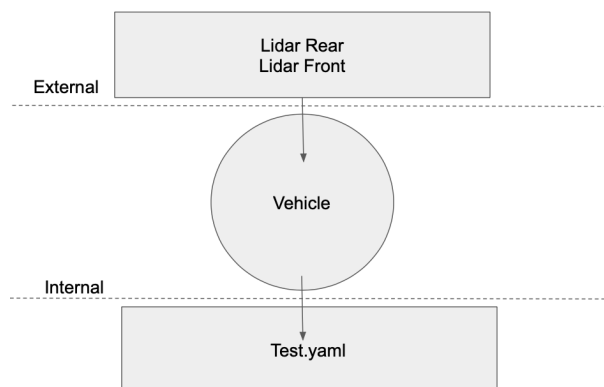 Lidar Rear
Lidar Front
External
Vehicle
Internal
Test.yaml